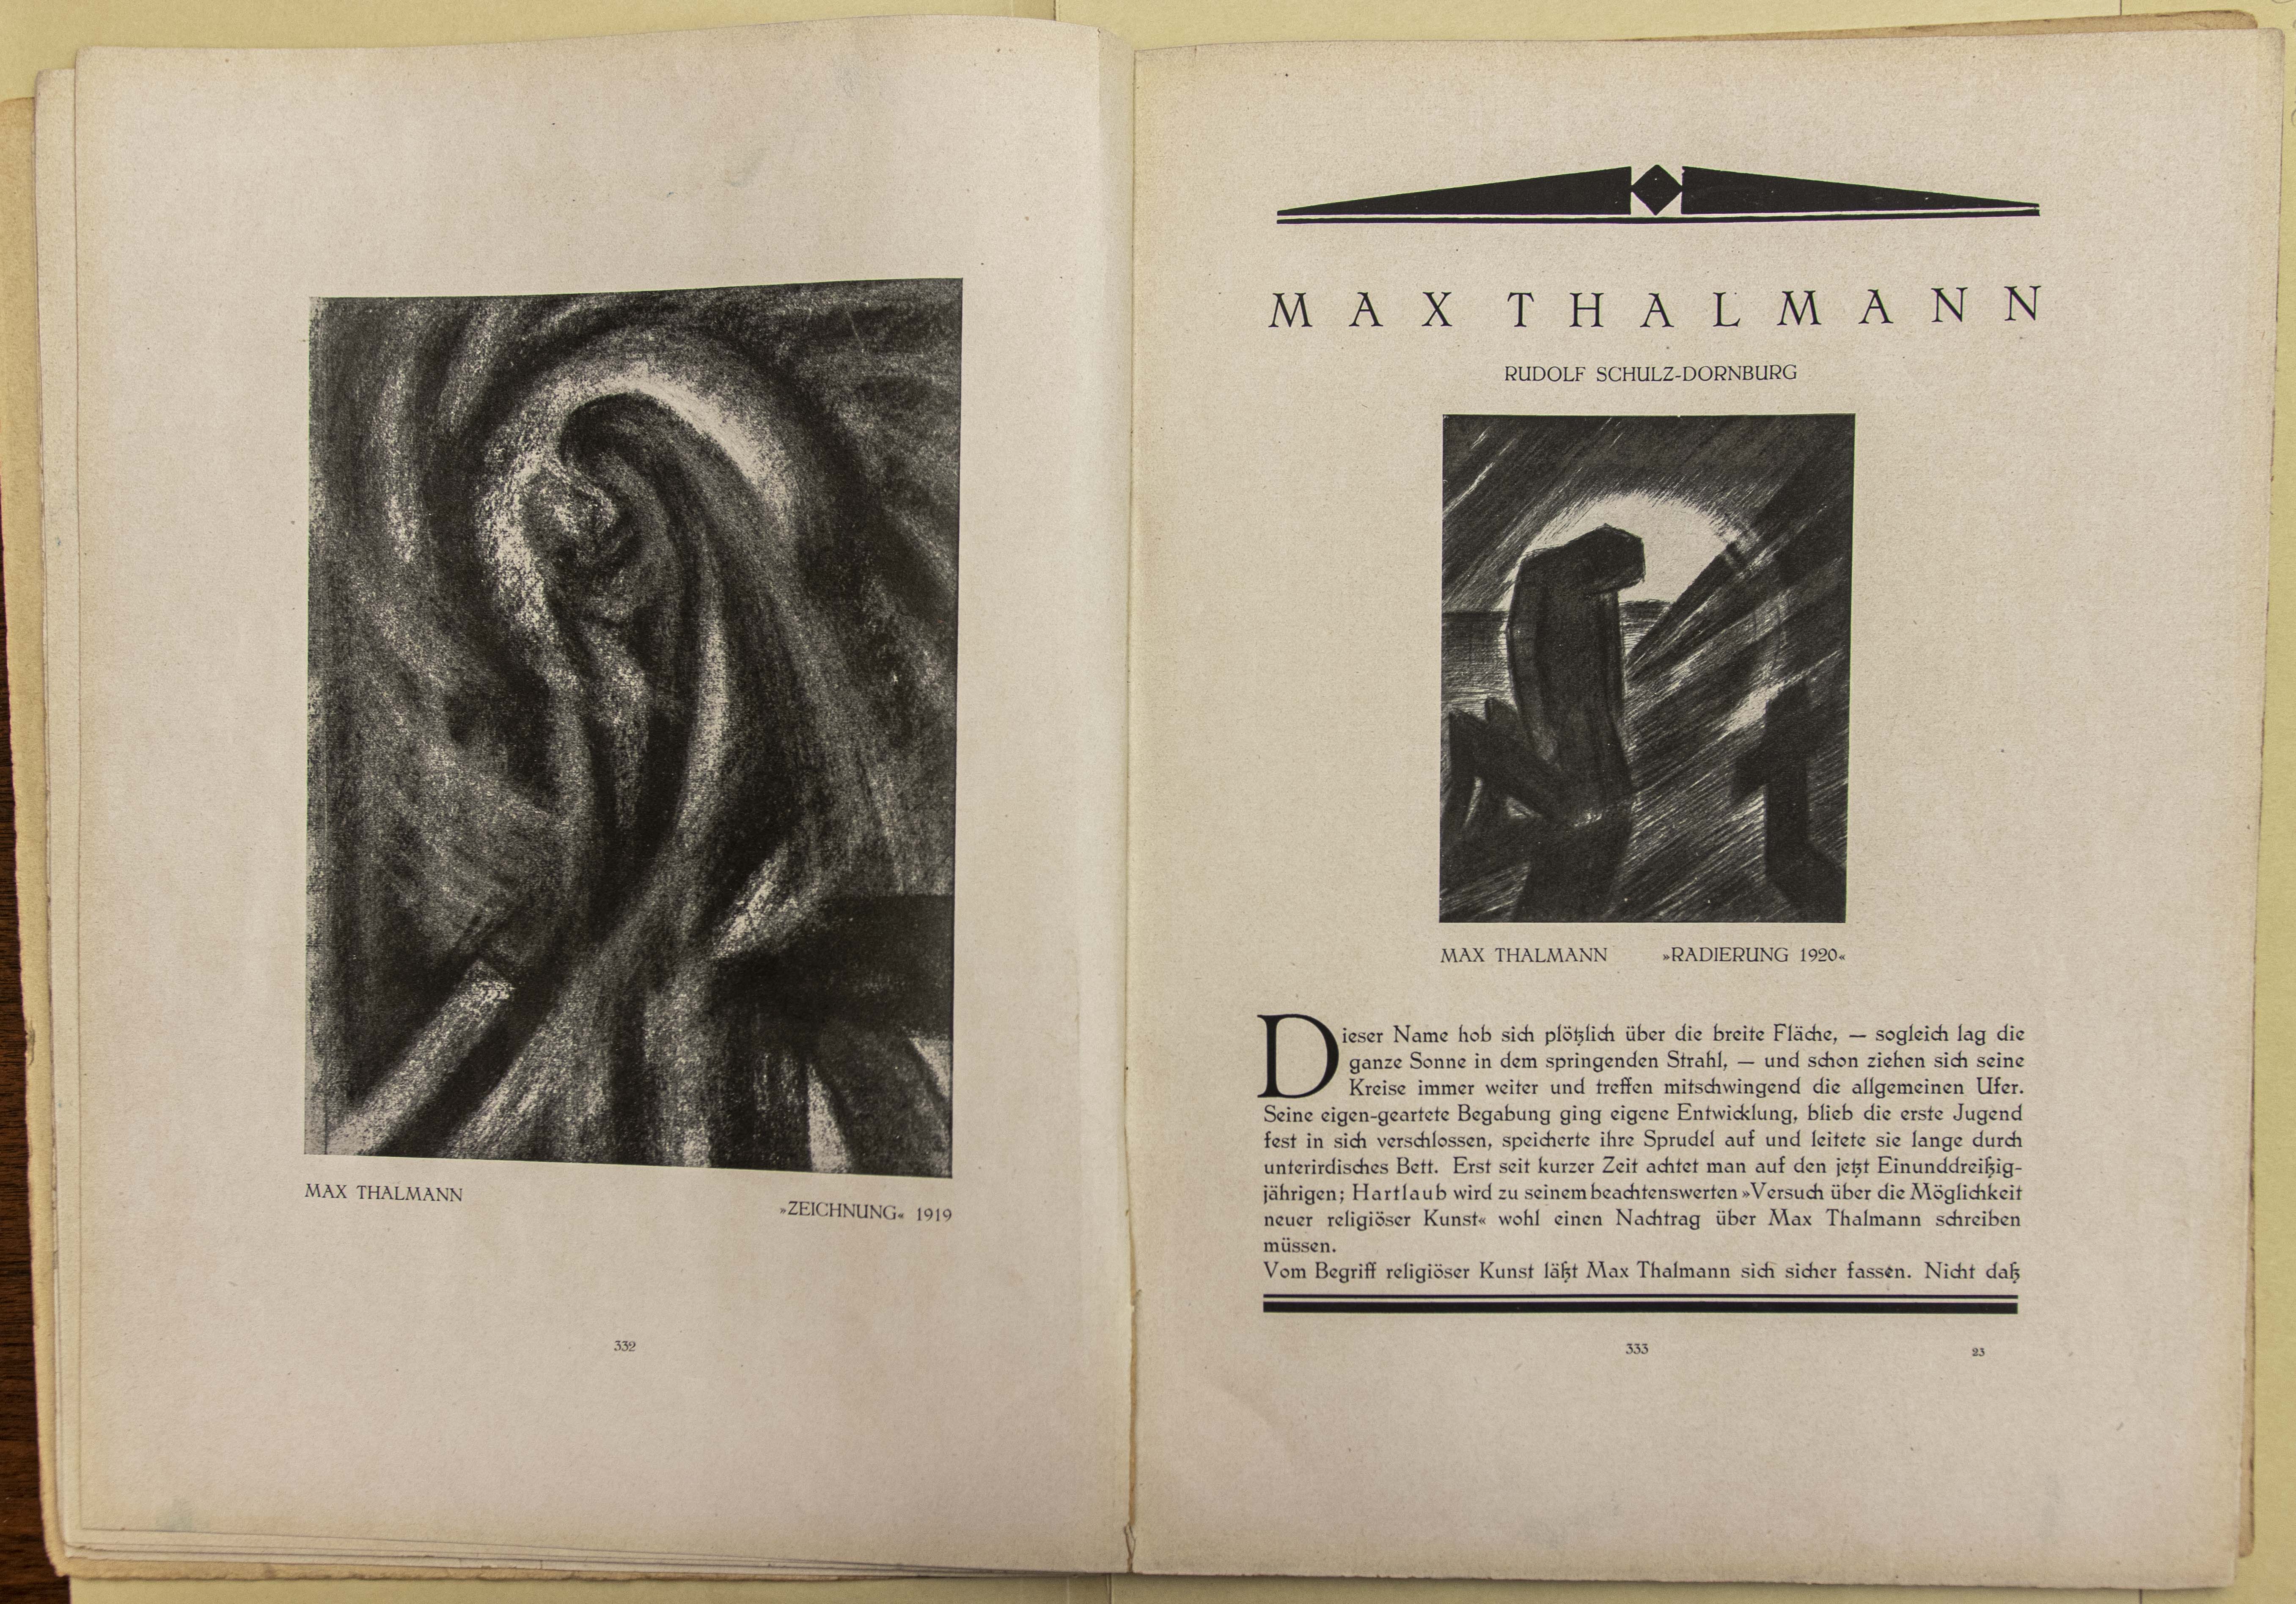 MAX THALMANN
»ZEICHNUNG« 1919
332
MAX THALMANN
RUDOLF SCHULZ-DORNBURG
MAX THALMANN »RADIERUNG 1920«
Dieser Name hob sich plötzlich über die breite Fläche, — sogleich lag die
ganze Sonne in dem springenden Strahl, — und schon ziehen sich seine
Kreise immer weiter und treffen mitschwingend die allgemeinen Ufer.
Seine eigen-geartete Begabung ging eigene Entwicklung, blieb die erste Jugend
fest in sich verschlossen, speicherte ihre Sprudel auf und leitete sie lange durch
unterirdisches Bett. Erst seit kurzer Zeit achtet man auf den jetzt Einunddreißig-
jährigen; Hartlaub wird zu seinem beachtenswerten »Versuch über die Möglichkeit
neuer religiöser Kunst« wohl einen Nachtrag über Max Thalmann schreiben
müssen.
Vom Begriff religiöser Kunst läßt Max Thalmann sich sicher fassen. Nicht daß
333
23